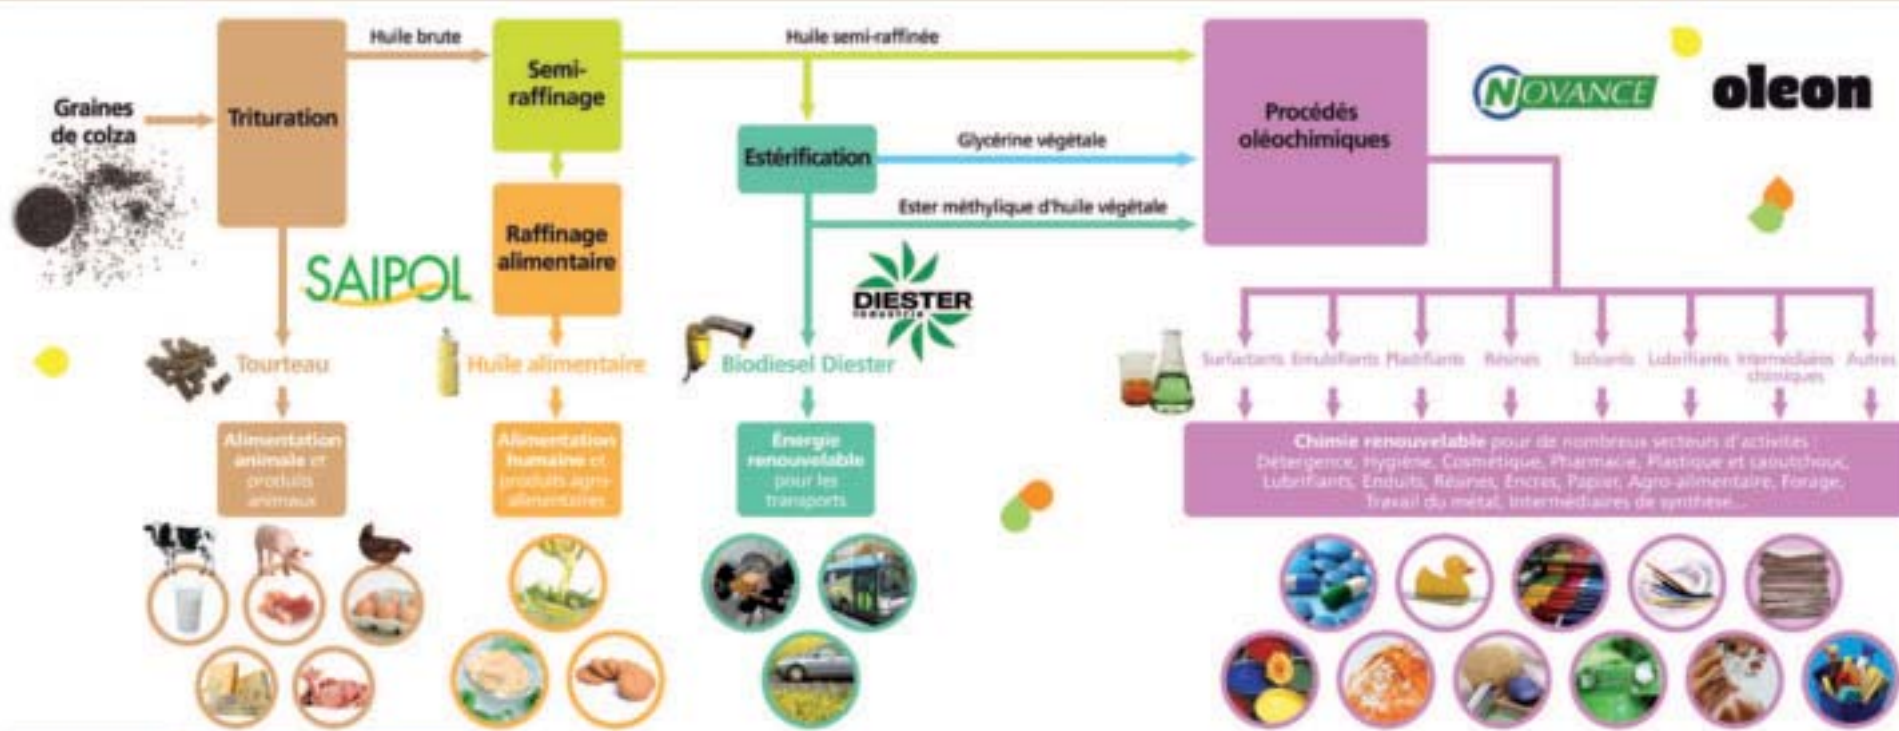 Huile brute
Huile semi-raffinée
Graines
de colza
Trituration
Semi-
raffinage
Procédés
oléochimiques
NOVANCE
oleon
Estérification
Glycérine végétale
Ester méthylique d'huile végétale
Raffinage
alimentaire
SAIPOL
DIESTER
industrie
Tourteau
Huile alimentaire
Biodiesel Diester
Surfactants
Emulsifiants
Plastifiants
Résines
Solvants
Lubrifiants
Intermédiaires
chimiques
Autres
Alimentation
animale et
produits
animaux
Alimentation
humaine et
produits agro-
alimentaires
Énergie
renouvelable
pour les
transports
Chimie renouvelable pour de nombreux secteurs d'activités :
Détergence, Hygiène, Cosmétique, Pharmacie, Plastique et caoutchouc,
Lubrifiants, Enduits, Résines, Encres, Papier, Agro-alimentaire, Forage,
Travail du métal, Intermédiaires de synthèse...